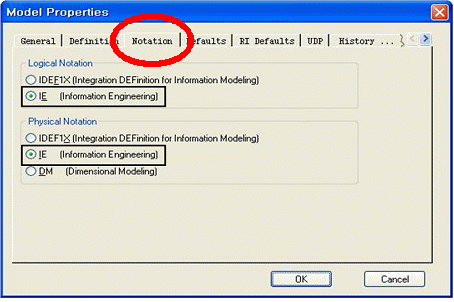 Model Properties
General Definition Notation Defaults RI Defaults UDP History ...
Logical Notation
IDEF1X (Integration DEFinition for Information Modeling)
IE (Information Engineering)
Physical Notation
IDEF1X (Integration DEFinition for Information Modeling)
IE (Information Engineering)
DM (Dimensional Modeling)
OK Cancel